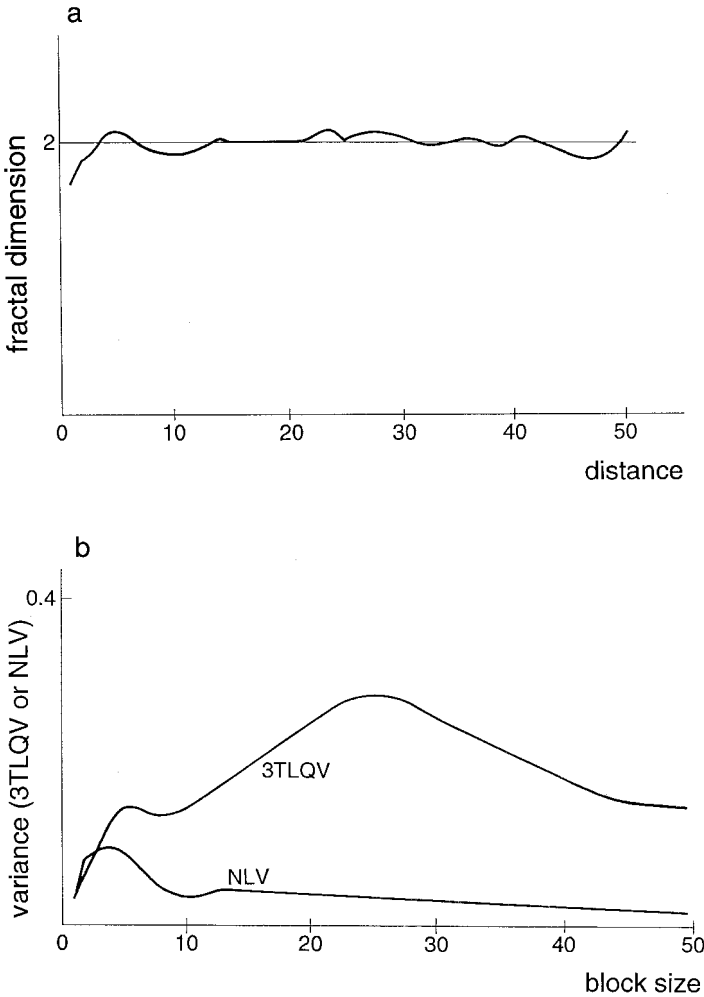 a
2
fractal dimension
0 10 20 30 40 50
distance
b
0.4
variance (3TLQV or NLV)
3TLQV
NLV
0 10 20 30 40 50
block size